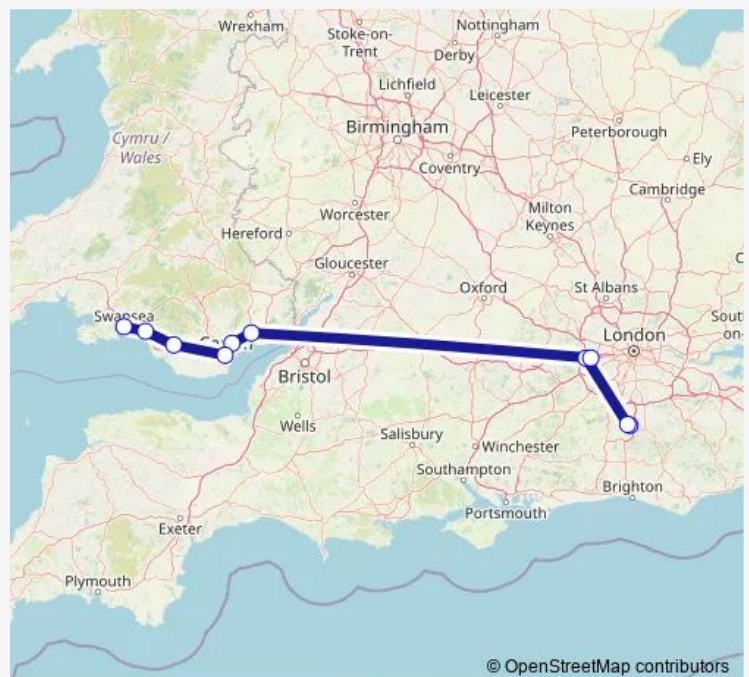 Wrexham
Stoke-on-
Trent
Nottingham
Derby
Lichfield
Leicester
Peterborough
Birmingham
Cymru /
Wales
Coventry
Ely
Cambridge
Worcester
Milton
Keynes
Hereford
Gloucester
Oxford
St Albans
Swansea
London
Bristol
Wells
Salisbury
Winchester
Southampton
Portsmouth
Brighton
Exeter
Plymouth
© OpenStreetMap contributors